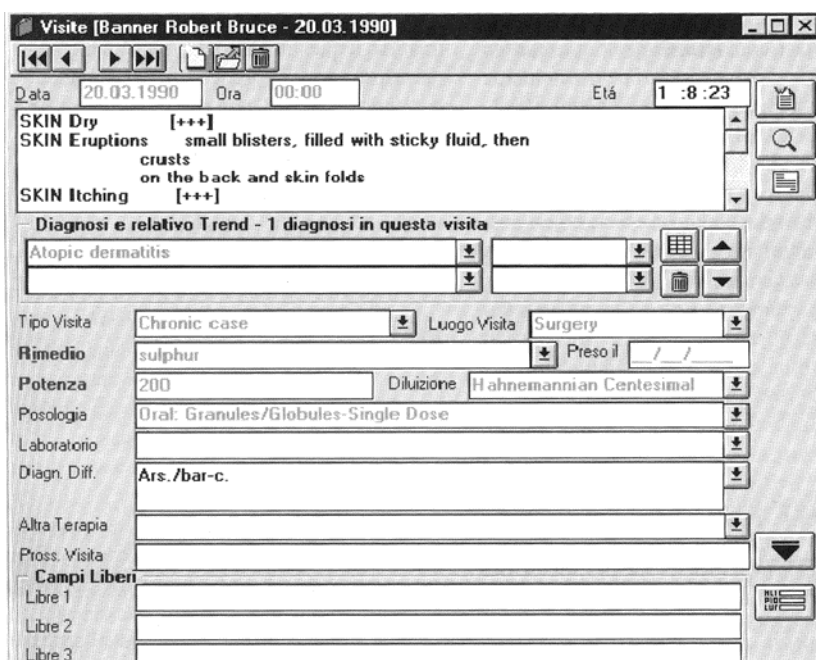 Visite [Banner Robert Bruce - 20.03.1990]
Data 20.03.1990 Ora 00:00 Etá 1 :8 :23
SKIN Dry [+++]
SKIN Eruptions small blisters, filled with sticky fluid, then
crusts
on the back and skin folds
SKIN Itching [+++]
Diagnosi e relativo Trend - 1 diagnosi in questa visita
Atopic dermatitis
Tipo Visita Chronic case Luogo Visita Surgery
Rimedio sulphur Preso il __/__/____
Potenza 200 Diluizione Hahnemannian Centesimal
Posologia Oral: Granules/Globules-Single Dose
Laboratorio
Diagn. Diff. Ars./bar-c.
Altra Terapia
Pross. Visita
Campi Liberi
Libre 1
Libre 2
Libre 3